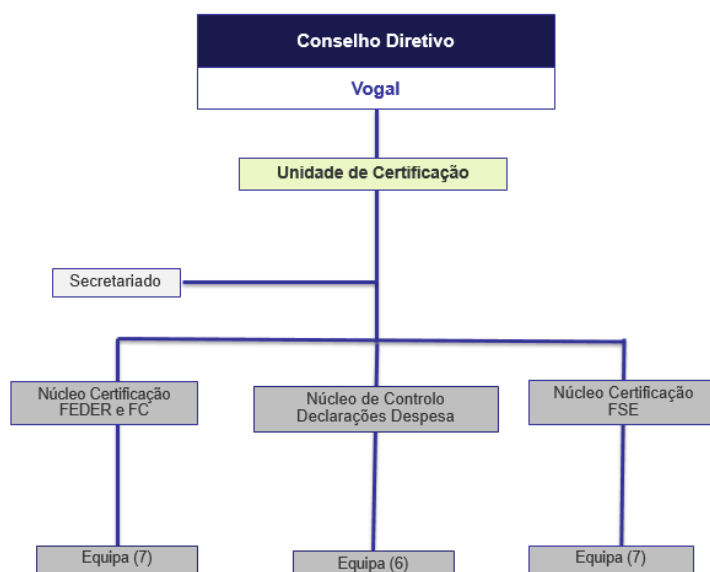 Conselho Diretivo
Vogal
Unidade de Certificação
Secretariado
Núcleo Certificação
FEDER e FC
Núcleo de Controlo
Declarações Despesa
Núcleo Certificação
FSE
Equipa (7)
Equipa (6)
Equipa (7)